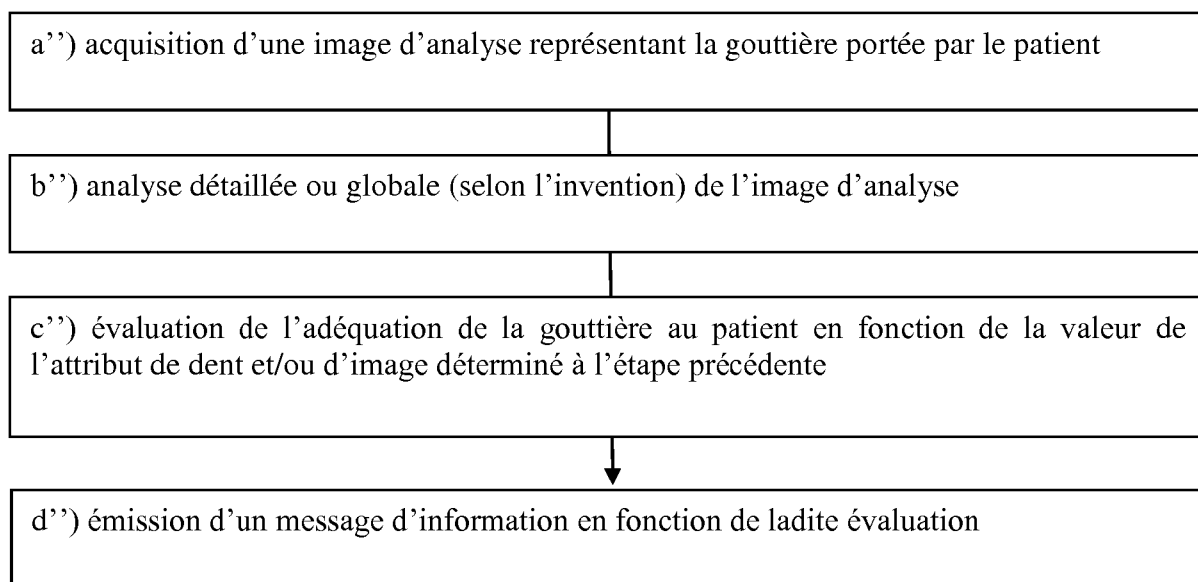 a’’) acquisition d’une image d’analyse représentant la gouttière portée par le patient
b’’) analyse détaillée ou globale (selon l’invention) de l’image d’analyse
c’’) évaluation de l’adéquation de la gouttière au patient en fonction de la valeur de
l’attribut de dent et/ou d’image déterminé à l’étape précédente
d’’) émission d’un message d’information en fonction de ladite évaluation